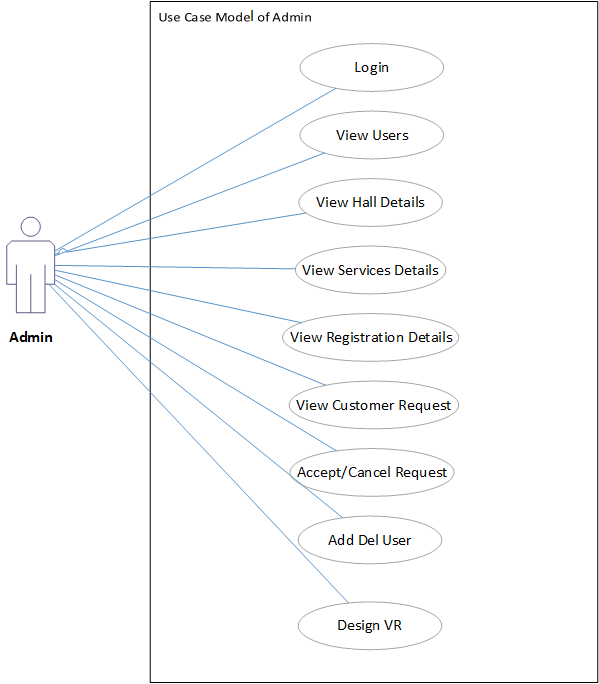 Use Case Model of Admin
Login
View Users
View Hall Details
View Services Details
Admin
View Registration Details
View Customer Request
Accept/Cancel Request
Add Del User
Design VR